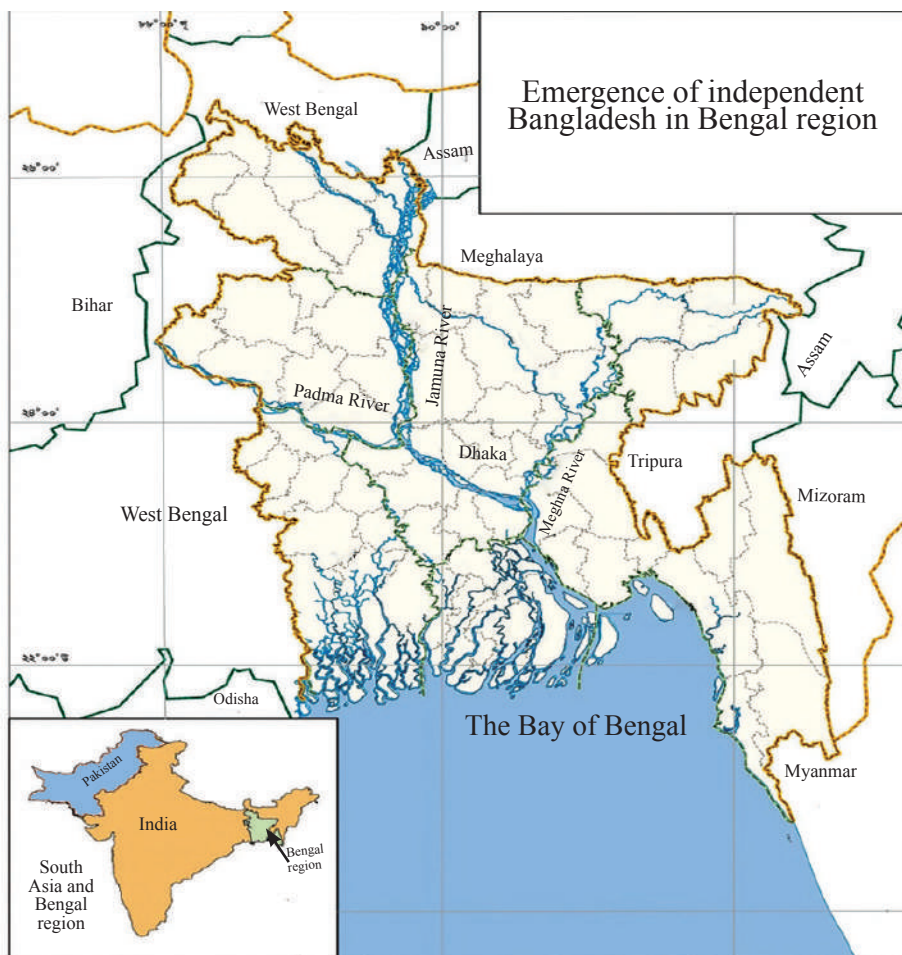 Emergence of independent
Bangladesh in Bengal region
West Bengal
Assam
Meghalaya
Bihar
Jamuna River
Assam
Padma River
Dhaka
Tripura
Meghna River
Mizoram
West Bengal
Odisha
The Bay of Bengal
Myanmar
Pakistan
India
Bengal
region
South
Asia and
Bengal
region